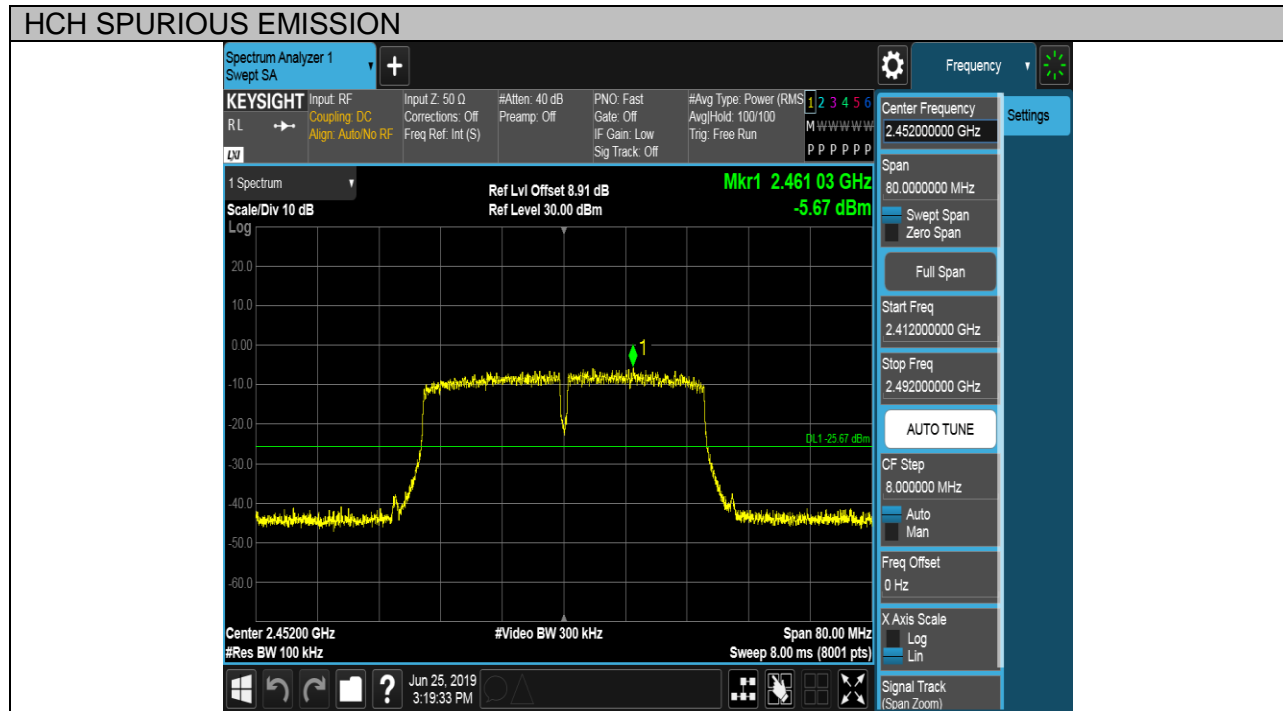 HCH SPURIOUS EMISSION
Spectrum Analyzer 1
Swept SA
Frequency
KEYSIGHT
RL
LXI
Input: RF
Coupling: DC
Align: Auto/No RF
Input Z: 50 Ω
Corrections: Off
Freq Ref: Int (S)
#Atten: 40 dB
Preamp: Off
PNO: Fast
Gate: Off
IF Gain: Low
Sig Track: Off
#Avg Type: Power (RMS
Avg|Hold: 100/100
Trig: Free Run
1 2 3 4 5 6
M W W W W W
P P P P P P
1 Spectrum
Scale/Div 10 dB
Ref Lvl Offset 8.91 dB
Ref Level 30.00 dBm
Mkr1 2.461 03 GHz
-5.67 dBm
Log
20.0
10.0
0.00
-10.0
-20.0
-30.0
-40.0
-50.0
-60.0
1
DL1 -25.67 dBm
Center 2.45200 GHz
#Res BW 100 kHz
#Video BW 300 kHz
Span 80.00 MHz
Sweep 8.00 ms (8001 pts)
?
Jun 25, 2019
3:19:33 PM
Center Frequency
2.452000000 GHz
Settings
Span
80.0000000 MHz
Swept Span
Zero Span
Full Span
Start Freq
2.412000000 GHz
Stop Freq
2.492000000 GHz
AUTO TUNE
CF Step
8.000000 MHz
Auto
Man
Freq Offset
0 Hz
X Axis Scale
Log
Lin
Signal Track
(Span Zoom)